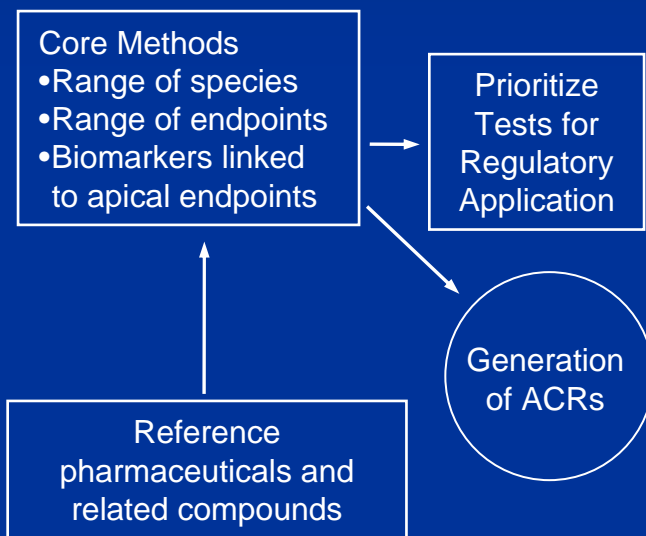 Core Methods
•Range of species
•Range of endpoints
•Biomarkers linked
to apical endpoints
Prioritize
Tests for
Regulatory
Application
Generation
of ACRs
Reference
pharmaceuticals and
related compounds